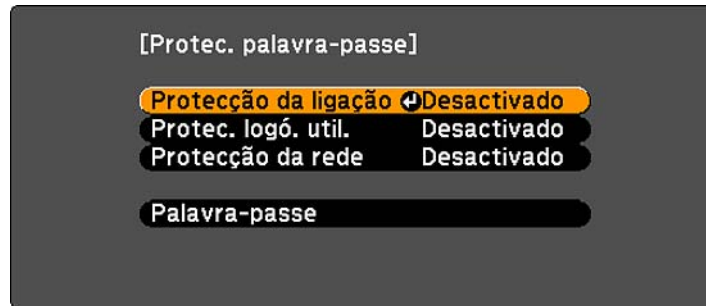 [Protec. palavra-passe]
Protecção da ligação Desactivado
Protec. logó. util. Desactivado
Protecção da rede Desactivado
Palavra-passe